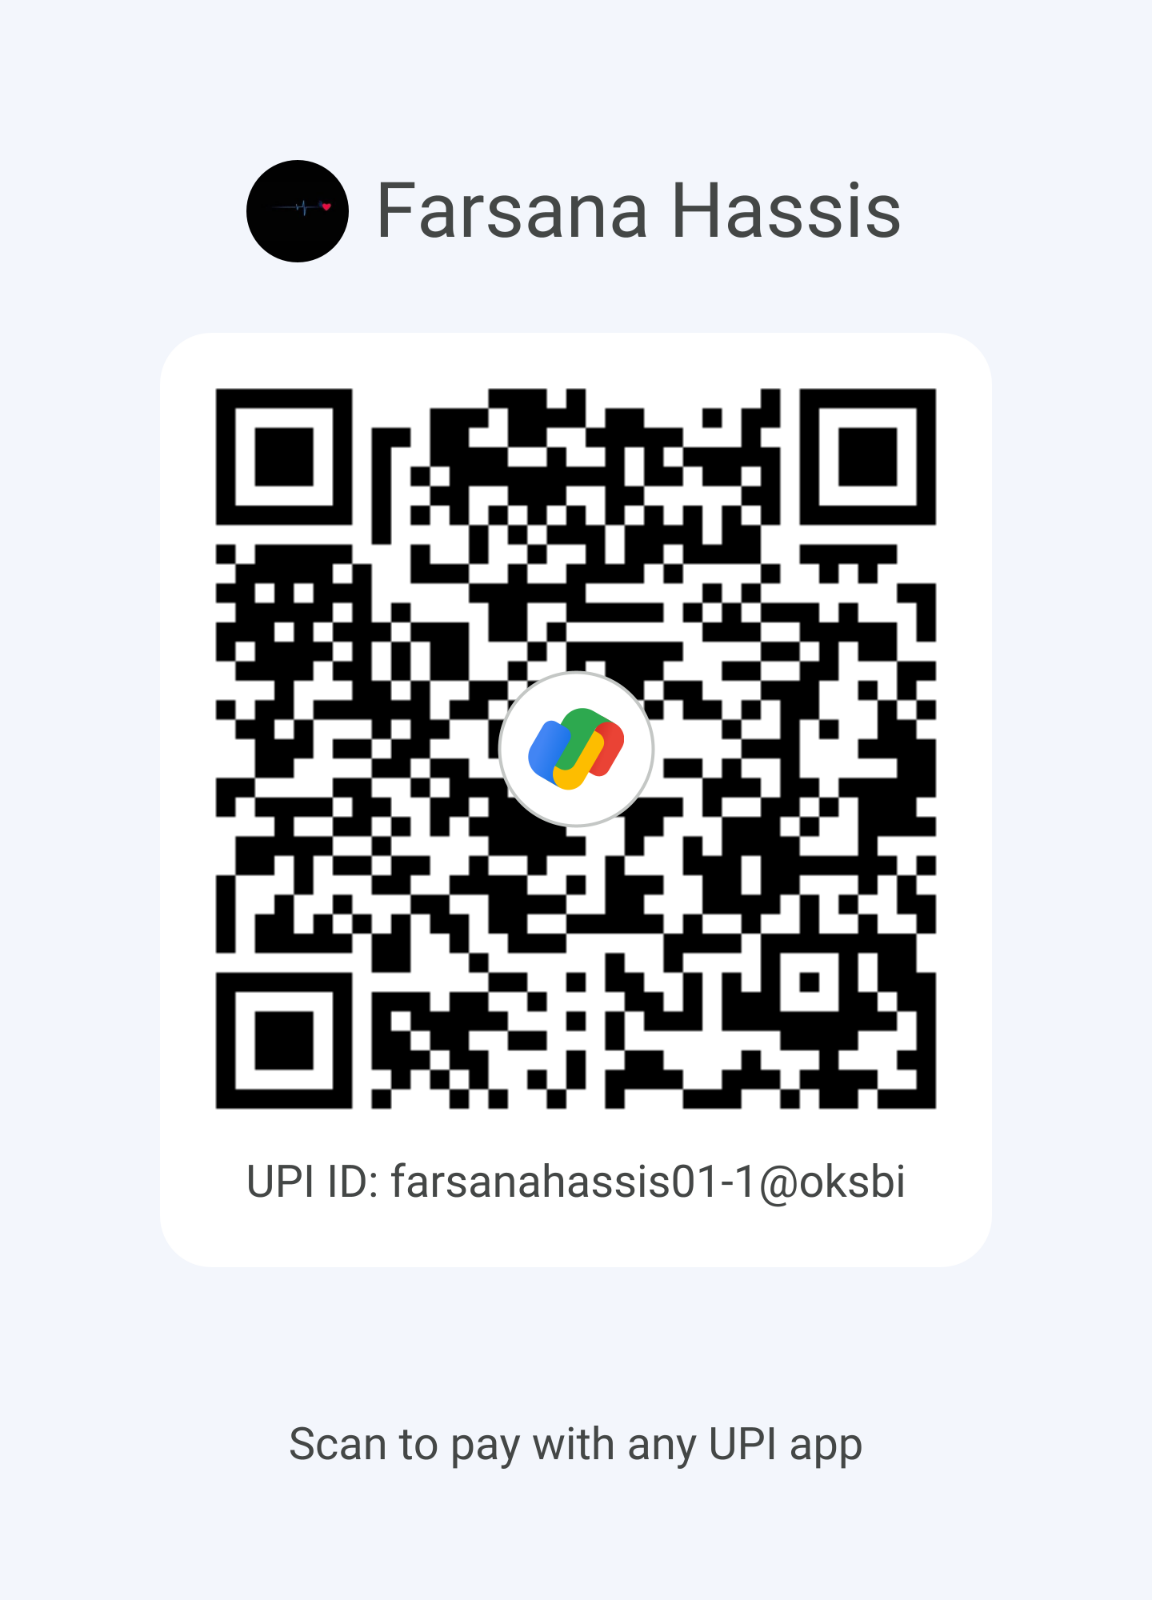 Farsana Hassis
UPI ID: farsanahassis01-1@oksbi
Scan to pay with any UPI app